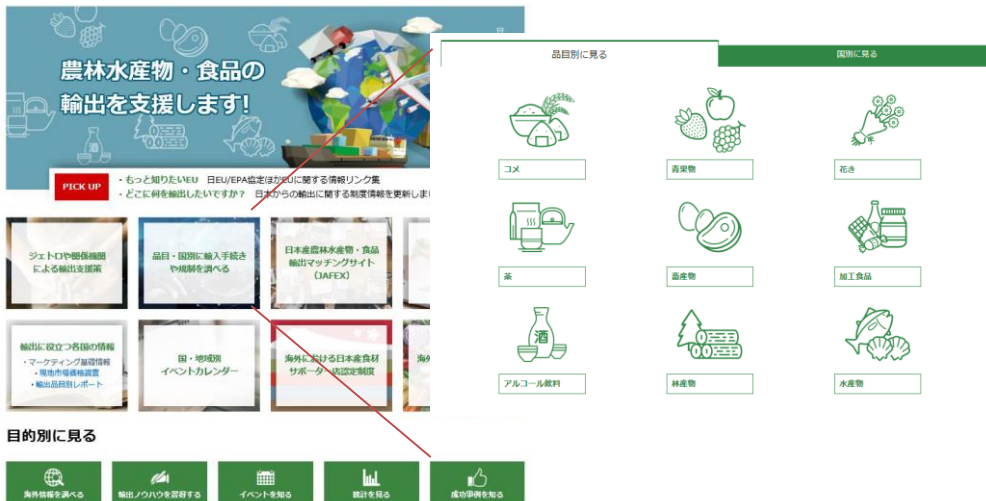 農林水産物・食品の
輸出を支援します!
PICK UP
・もっと知りたいEU 日EU/EPA協定ほかEUに関する情報リンク集
・どこに何を輸出したいですか? 日本からの輸出に関する制度情報を更新しまし
ジェトロや関係機関
による輸出支援策
品目・国別に輸入手続き
や規制を調べる
日本産農林水産物・食品
輸出マッチングサイト
(JAFEX)
輸出に役立つ各国の情報
・マーケティング基礎情報
・現地市場価格調査
・輸出品目別レポート
国・地域別
イベントカレンダー
海外における日本産食材
サポーター店認定制度
海外
目的別に見る
海外情報を調べる
輸出ノウハウを習得する
イベントを知る
統計を見る
成功事例を知る
品目別に見る
国別に見る
コメ
青果物
花き
茶
畜産物
加工食品
酒
アルコール飲料
林産物
水産物